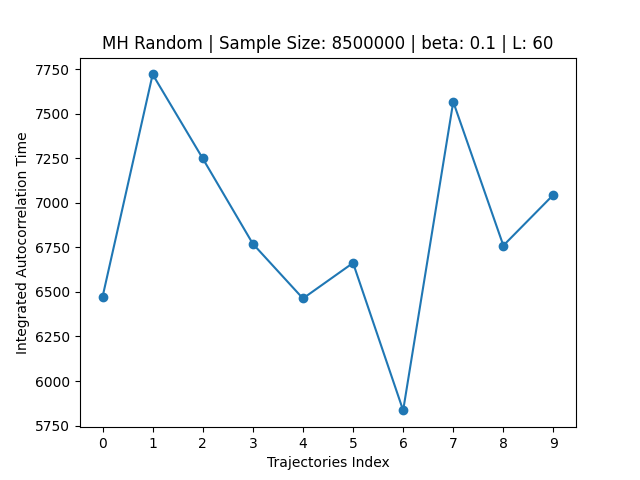 MH Random | Sample Size: 8500000 | beta: 0.1 | L: 60
Integrated Autocorrelation Time
7750
7500
7250
7000
6750
6500
6250
6000
5750
0 1 2 3 4 5 6 7 8 9
Trajectories Index